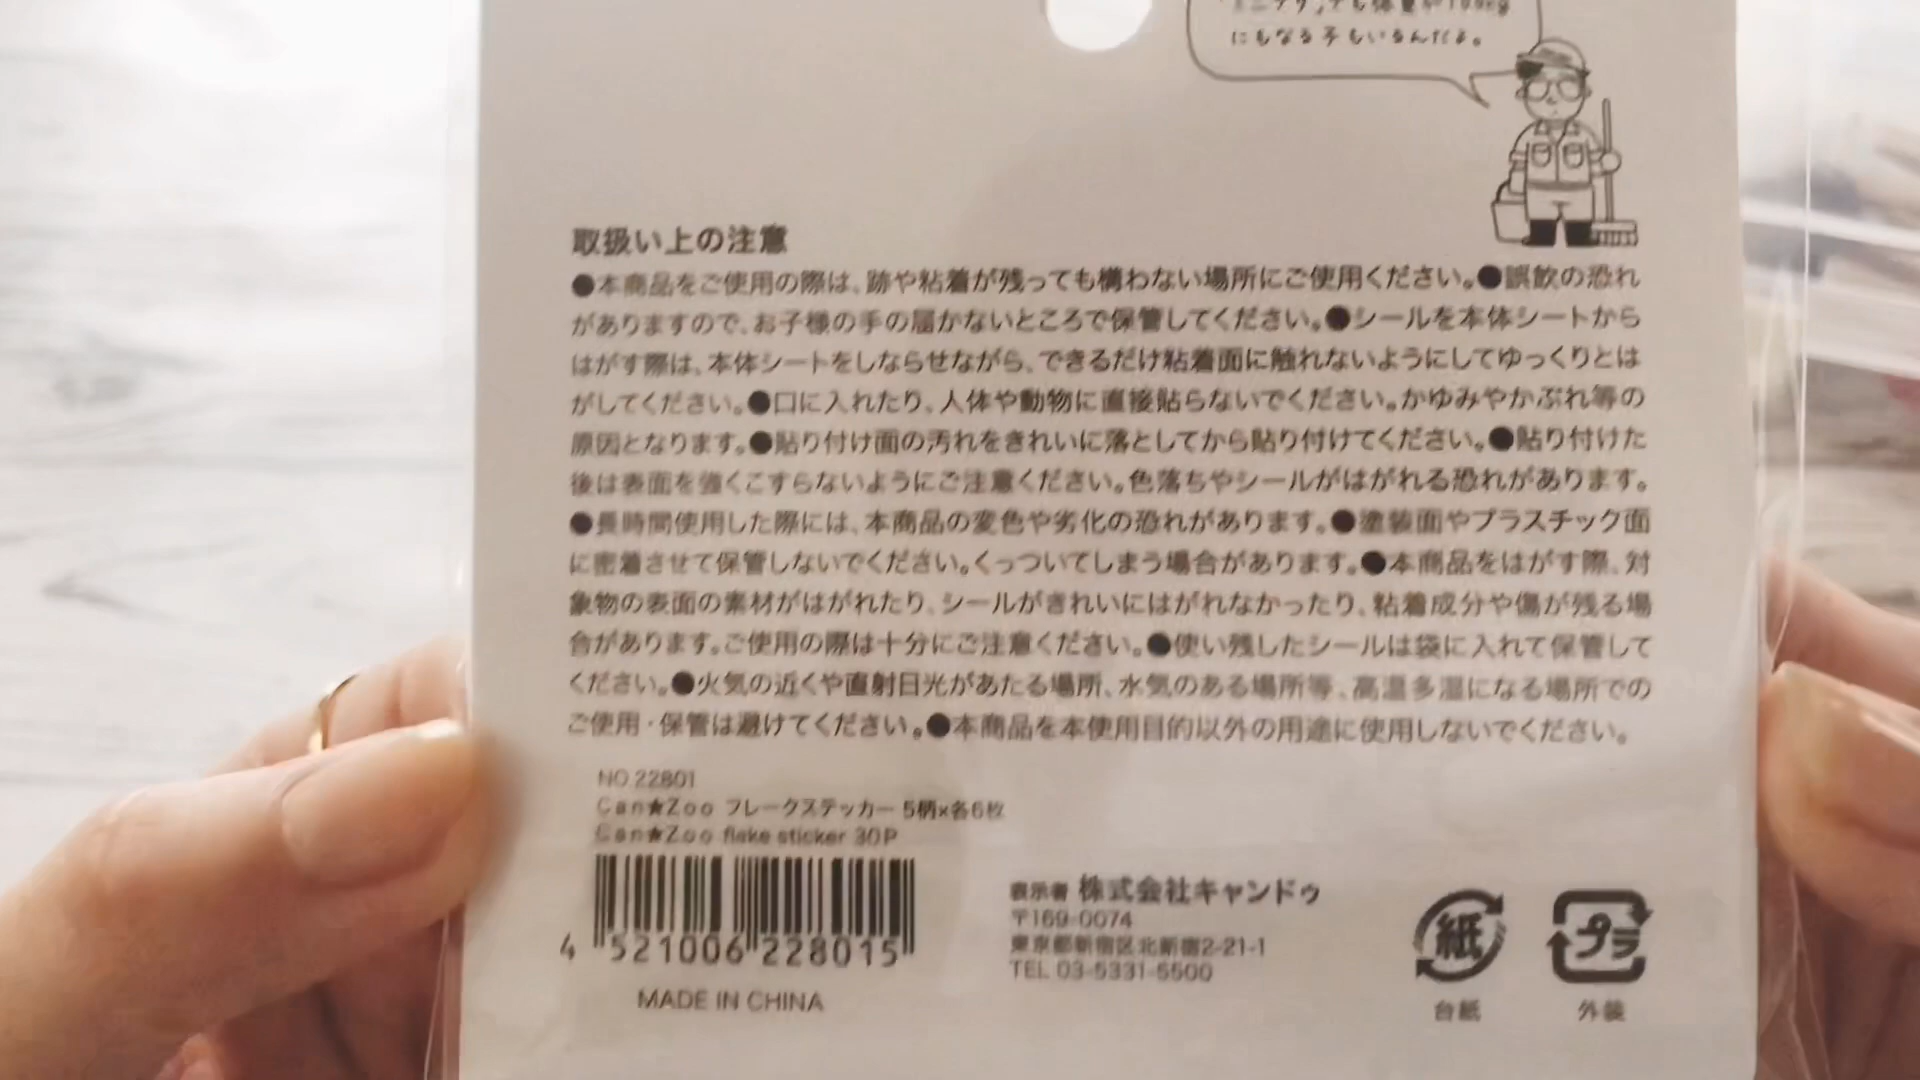 「ミニブタ」でも体重が100kg
にもなる子もいるんだよ。
取扱い上の注意
●本商品をご使用の際は、跡や粘着が残っても構わない場所にご使用ください。●誤飲の恐れ
がありますので、お子様の手の届かないところで保管してください。●シールを本体シートから
はがす際は、本体シートをしならせながら、できるだけ粘着面に触れないようにしてゆっくりとは
がしてください。●口に入れたり、人体や動物に直接貼らないでください。かゆみやかぶれ等の
原因となります。●貼り付け面の汚れをきれいに落としてから貼り付けてください。●貼り付けた
後は表面を強くこすらないようにご注意ください。色落ちやシールがはがれる恐れがあります。
●長時間使用した際には、本商品の変色や劣化の恐れがあります。●塗装面やプラスチック面
に密着させて保管しないでください。くっついてしまう場合があります。●本商品をはがす際、対
象物の表面の素材がはがれたり、シールがきれいにはがれなかったり、粘着成分や傷が残る場
合があります。ご使用の際は十分にご注意ください。●使い残したシールは袋に入れて保管して
ください。●火気の近くや直射日光があたる場所、水気のある場所等、高温多湿になる場所での
ご使用・保管は避けてください。●本商品を本使用目的以外の用途に使用しないでください。
NO 22801
Can★Zoo フレークステッカー 5柄×各6枚
Can★Zoo flake sticker 30P
4 521006 228015
MADE IN CHINA
表示者 株式会社キャンドゥ
〒169-0074
東京都新宿区北新宿2-21-1
TEL 03-5331-5500
紙
台紙
プラ
外装